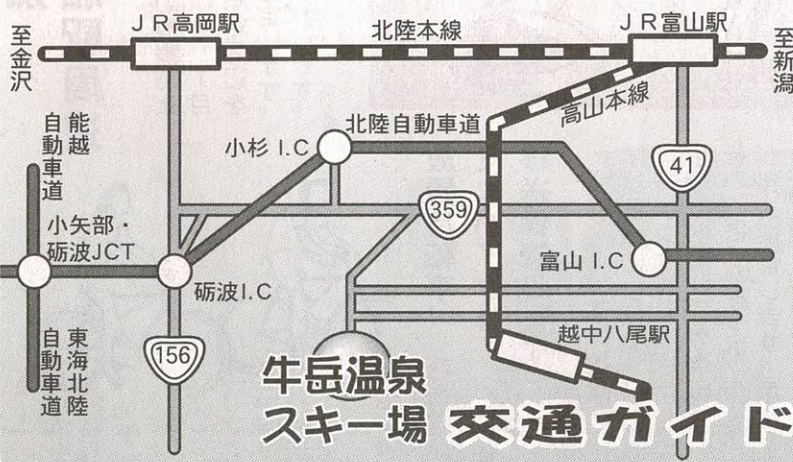 JR高岡駅
北陸本線
JR富山駅
至金沢
至新潟
高山本線
能越
自動車道
小杉 I.C
北陸自動車道
41
359
小矢部・
砺波JCT
砺波I.C
富山 I.C
156
東海北陸
自動車道
越中八尾駅
牛岳温泉
スキー場 交通ガイド